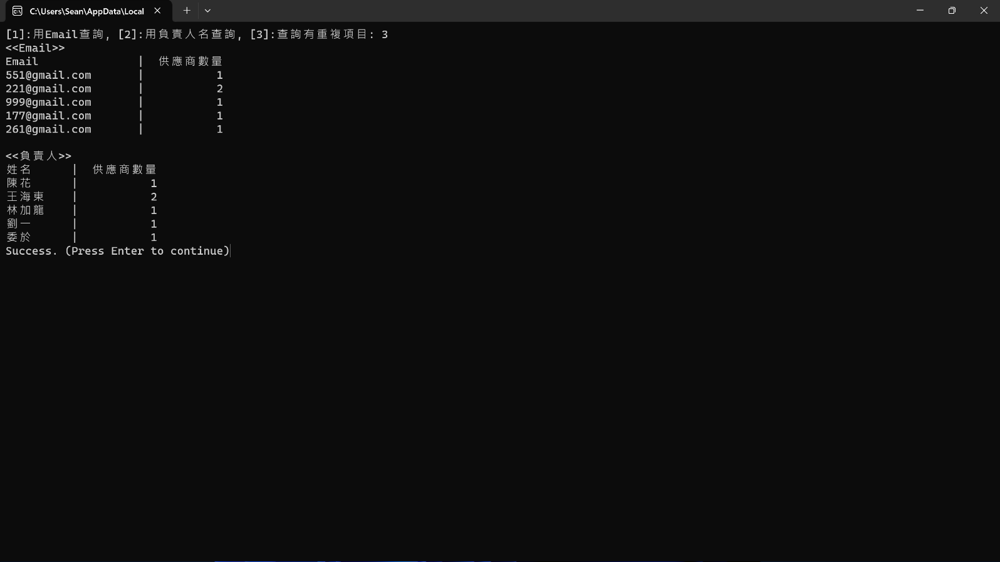 C:\Users\Sean\AppData\Local
[1]:用Email查詢, [2]:用負責人名查詢, [3]:查詢有重複項目: 3
<<Email>>
Email | 供應商數量
551@gmail.com | 1
221@gmail.com | 2
999@gmail.com | 1
177@gmail.com | 1
261@gmail.com | 1
<<負責人>>
姓名 | 供應商數量
陳花 | 1
王海東 | 2
林加龍 | 1
劉一 | 1
委於 | 1
Success. (Press Enter to continue)